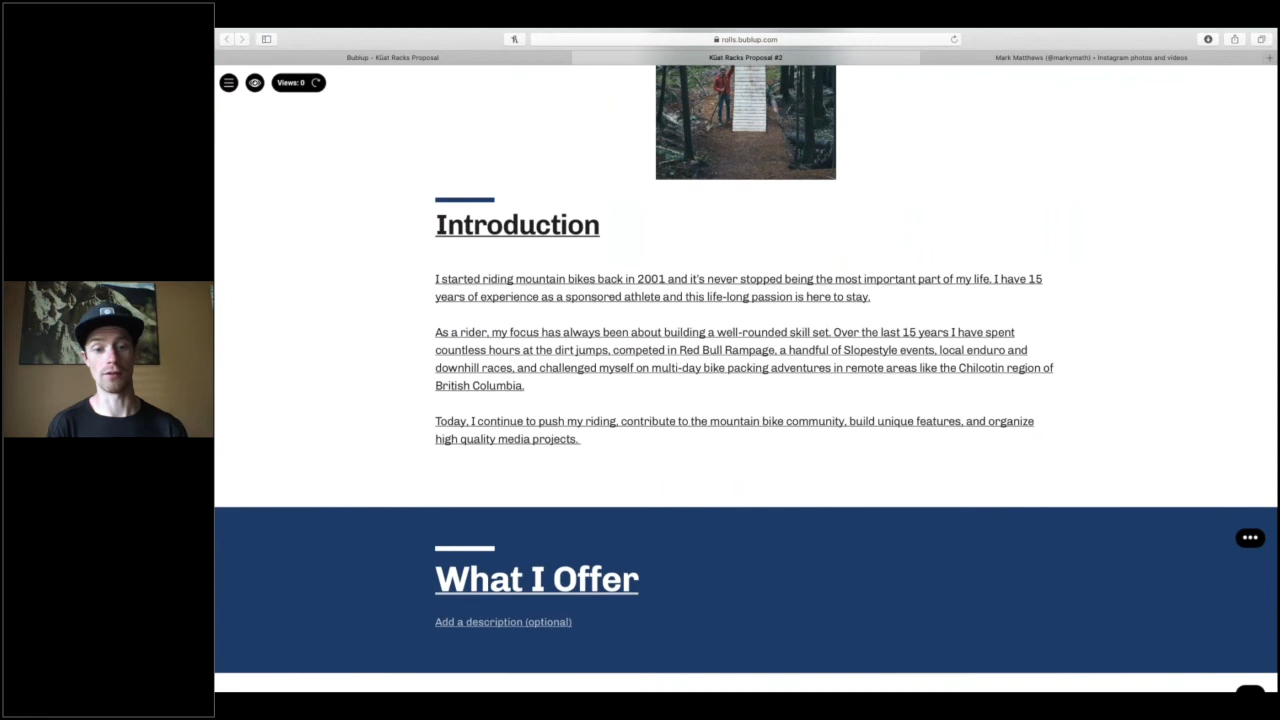 rolls.bublup.com
Bublup - Küat Racks Proposal
Küat Racks Proposal #2
Mark Matthews (@markymath) • Instagram photos and videos
Views: 0
Introduction
I started riding mountain bikes back in 2001 and it's never stopped being the most important part of my life. I have 15
years of experience as a sponsored athlete and this life-long passion is here to stay.
As a rider, my focus has always been about building a well-rounded skill set. Over the last 15 years I have spent
countless hours at the dirt jumps, competed in Red Bull Rampage, a handful of Slopestyle events, local enduro and
downhill races, and challenged myself on multi-day bike packing adventures in remote areas like the Chilcotin region of
British Columbia.
Today, I continue to push my riding, contribute to the mountain bike community, build unique features, and organize
high quality media projects.
What I Offer
Add a description (optional)